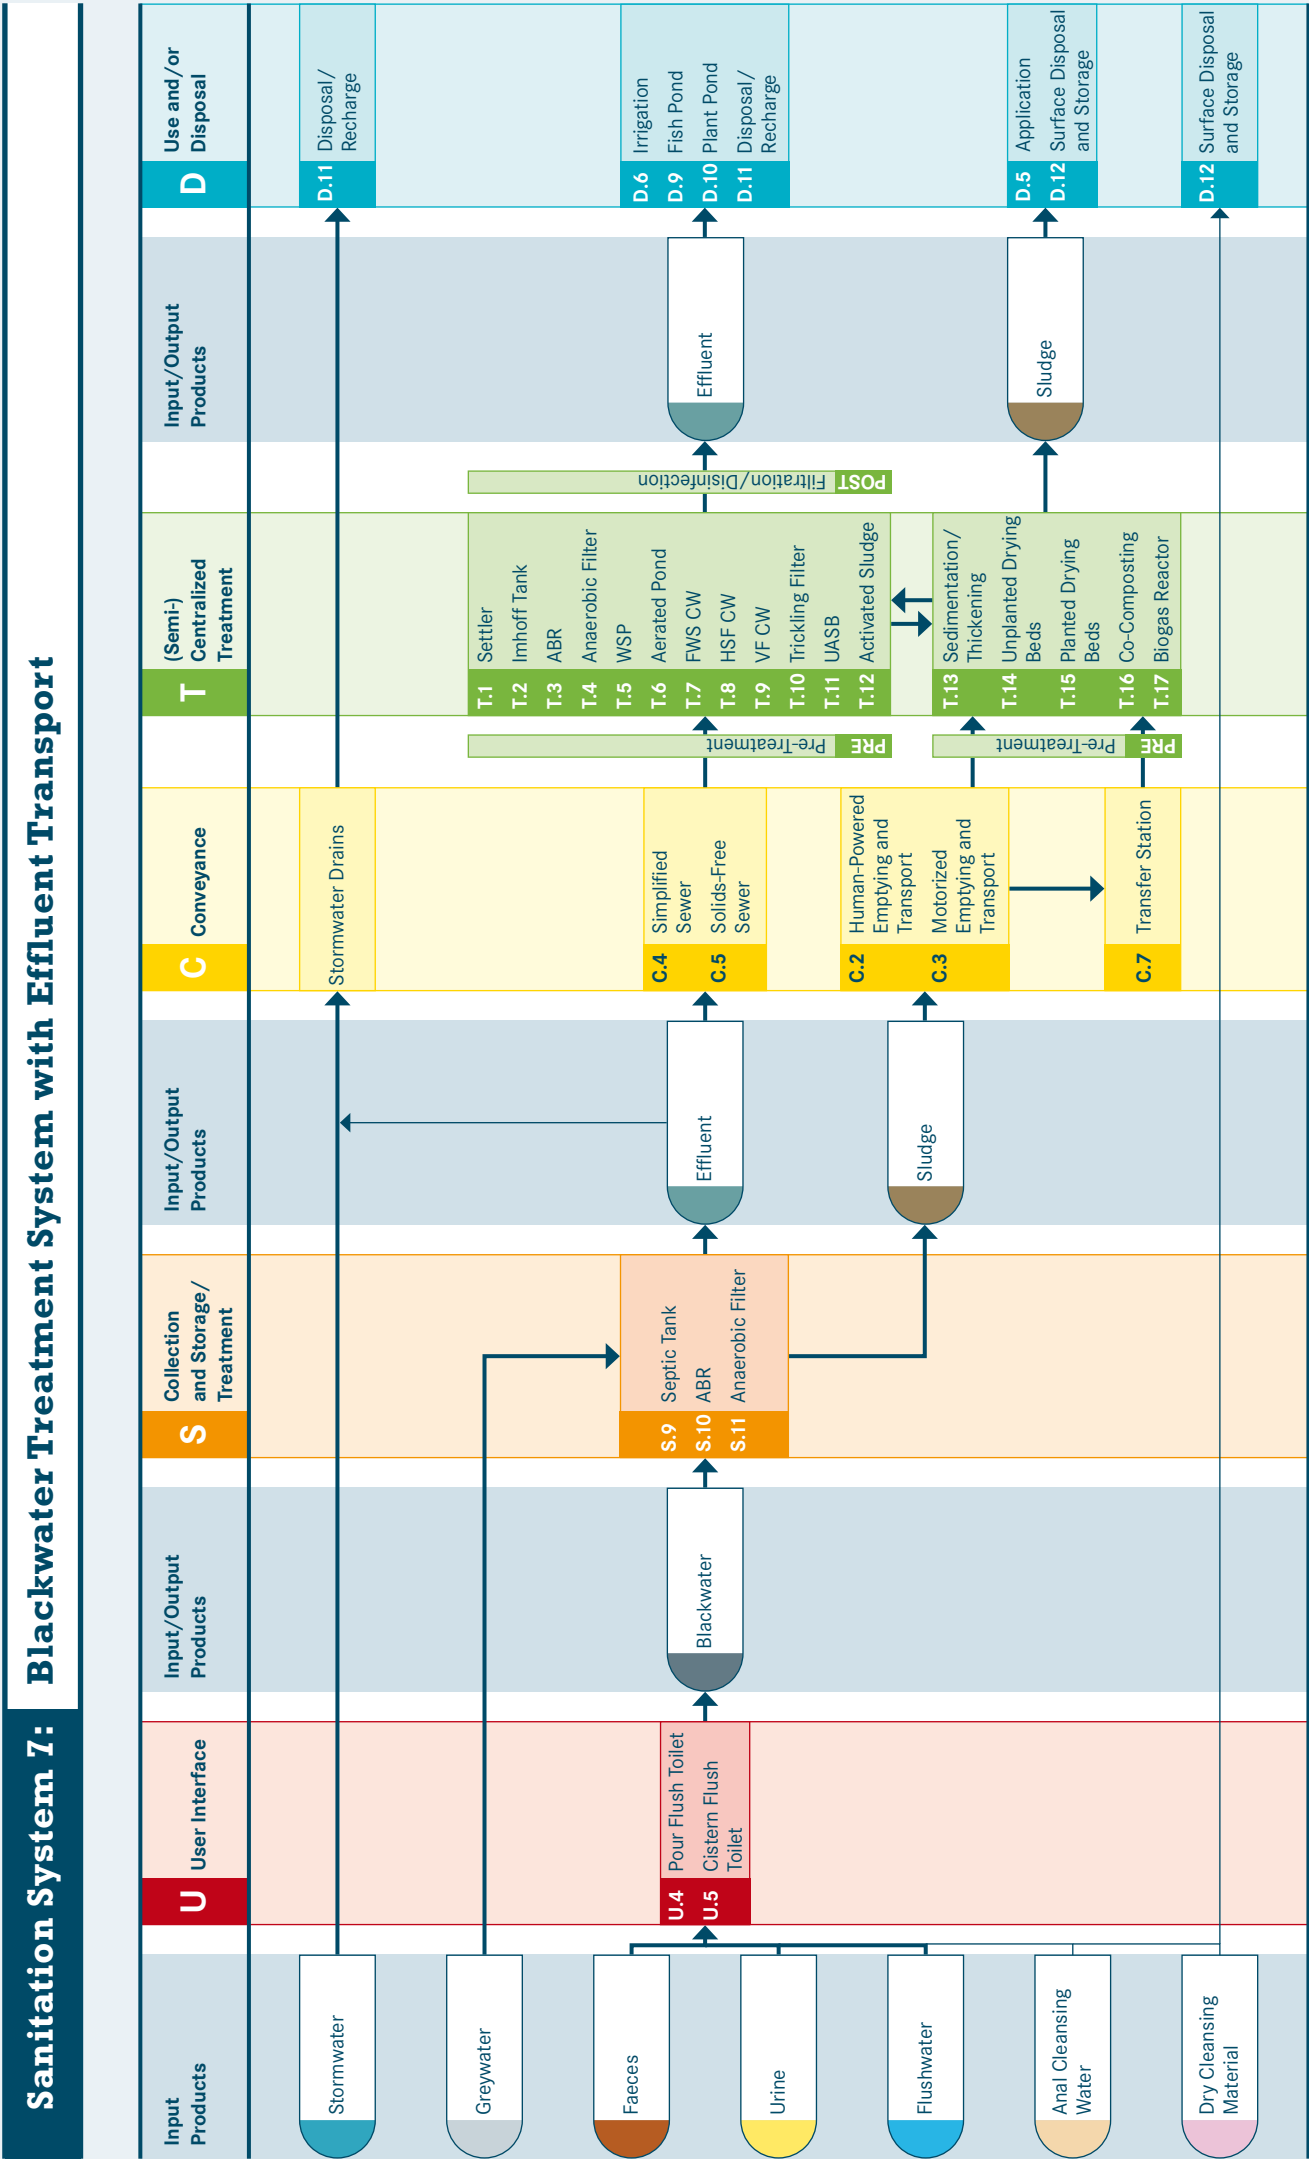 Sanitation System 7: Blackwater Treatment System with Effluent Transport
Input
Products
U User Interface
Input/Output
Products
S Collection
and Storage/
Treatment
Input/Output
Products
C Conveyance
T (Semi-)
Centralized
Treatment
Input/Output
Products
D Use and/or
Disposal
Stormwater
Greywater
Faeces
Urine
Flushwater
Anal Cleansing
Water
Dry Cleansing
Material
U.4 Pour Flush Toilet
U.5 Cistern Flush
Toilet
Blackwater
S.9 Septic Tank
S.10 ABR
S.11 Anaerobic Filter
Effluent
Sludge
Stormwater Drains
C.4 Simplified
Sewer
C.5 Solids-Free
Sewer
C.2 Human-Powered
Emptying and
Transport
C.3 Motorized
Emptying and
Transport
C.7 Transfer Station
PRE Pre-Treatment
PRE Pre-Treatment
T.1 Settler
T.2 Imhoff Tank
T.3 ABR
T.4 Anaerobic Filter
T.5 WSP
T.6 Aerated Pond
T.7 FWS CW
T.8 HSF CW
T.9 VF CW
T.10 Trickling Filter
T.11 UASB
T.12 Activated Sludge
T.13 Sedimentation/
Thickening
T.14 Unplanted Drying
Beds
T.15 Planted Drying
Beds
T.16 Co-Composting
T.17 Biogas Reactor
POST Filtration/Disinfection
Effluent
Sludge
D.11 Disposal/
Recharge
D.6 Irrigation
D.9 Fish Pond
D.10 Plant Pond
D.11 Disposal/
Recharge
D.5 Application
D.12 Surface Disposal
and Storage
D.12 Surface Disposal
and Storage